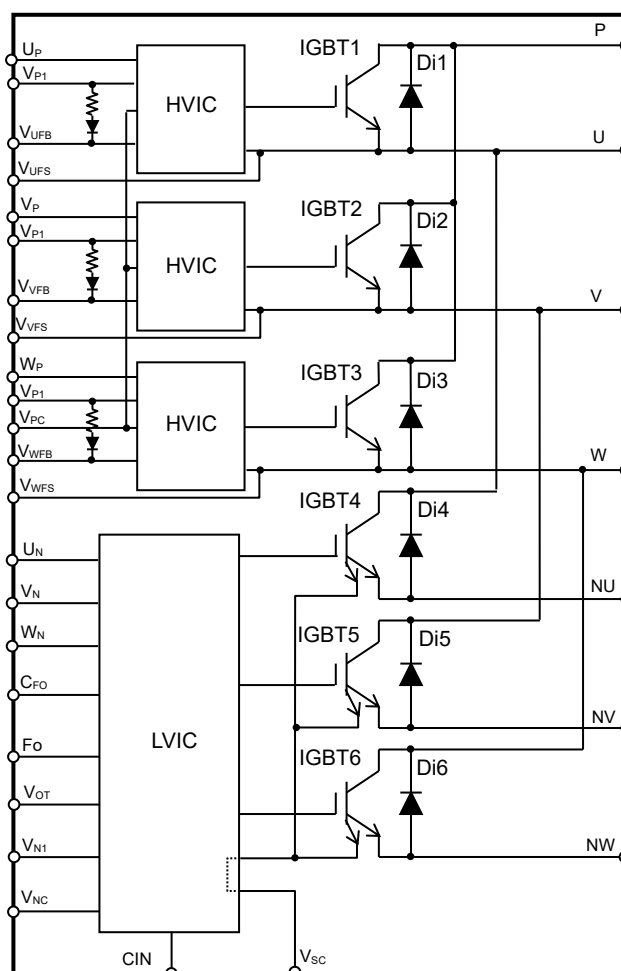 IGBT1
P
UP
Di1
VP1
HVIC
VUFB
U
VUFS
VP
IGBT2
Di2
VP1
HVIC
VVFB
V
VVFS
WP
IGBT3
Di3
VP1
VPC
HVIC
VWFB
W
VWFS
IGBT4
Di4
UN
VN
NU
WN
IGBT5
Di5
CFO
NV
LVIC
Fo
IGBT6
Di6
VOT
VN1
NW
VNC
CIN
VSC